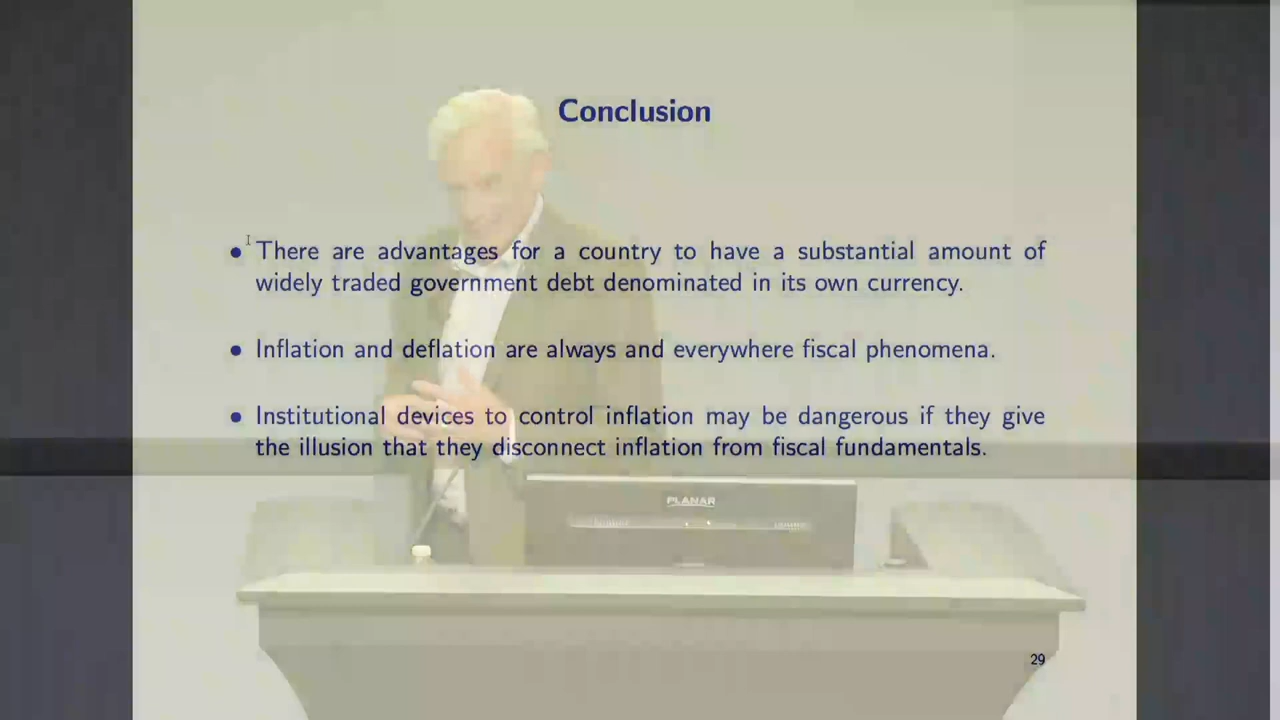 Conclusion
• There are advantages for a country to have a substantial amount of
widely traded government debt denominated in its own currency.
• Inflation and deflation are always and everywhere fiscal phenomena.
• Institutional devices to control inflation may be dangerous if they give
the illusion that they disconnect inflation from fiscal fundamentals.
PLANAR
29